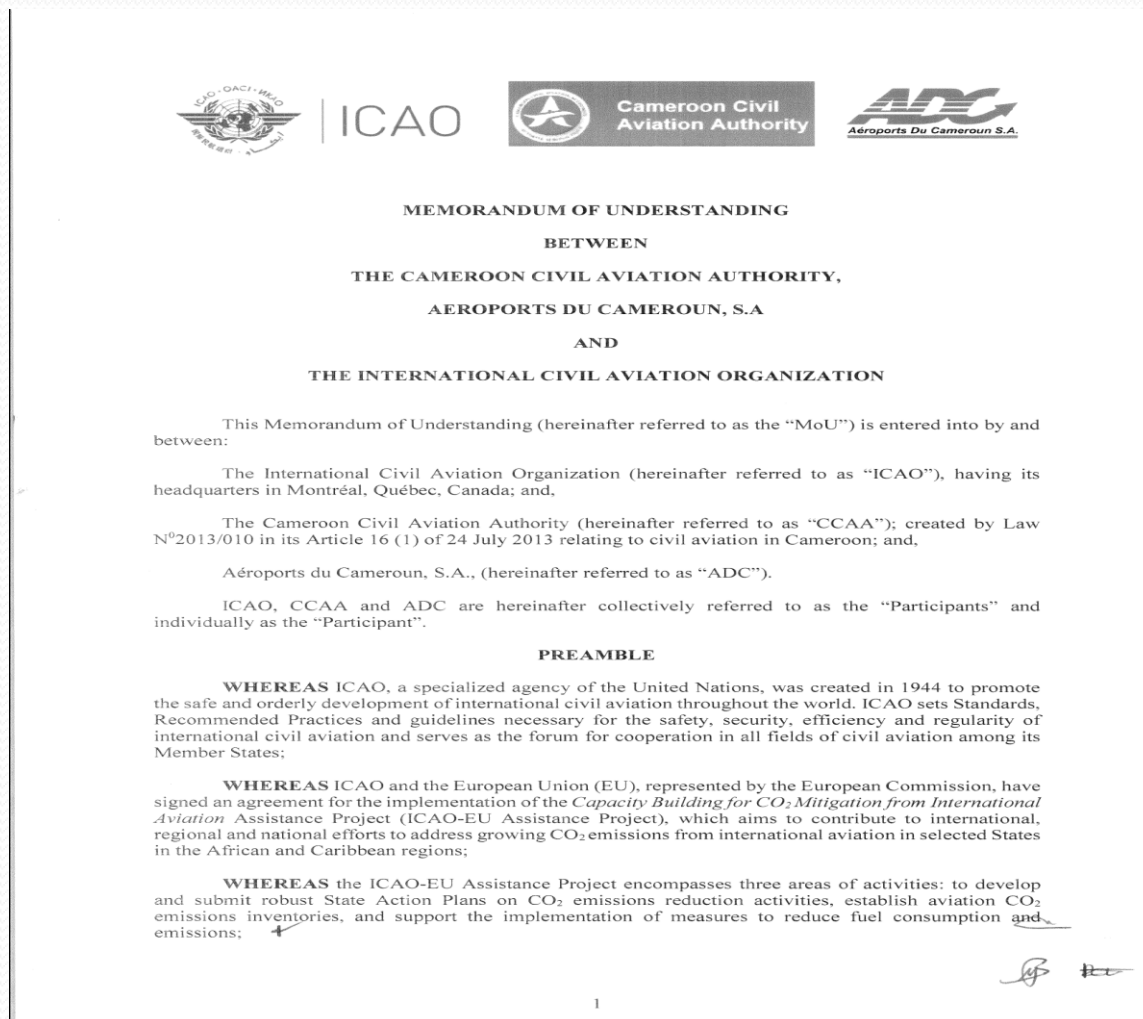 ICAO · OACI · ИКАО
ICAO
Cameroon Civil
Aviation Authority
ADC
Aéroports Du Cameroun S.A.
MEMORANDUM OF UNDERSTANDING
BETWEEN
THE CAMEROON CIVIL AVIATION AUTHORITY,
AEROPORTS DU CAMEROUN, S.A
AND
THE INTERNATIONAL CIVIL AVIATION ORGANIZATION
This Memorandum of Understanding (hereinafter referred to as the “MoU”) is entered into by and
between:
The International Civil Aviation Organization (hereinafter referred to as “ICAO”), having its
headquarters in Montréal, Québec, Canada; and,
The Cameroon Civil Aviation Authority (hereinafter referred to as “CCAA”); created by Law
N⁰2013/010 in its Article 16 (1) of 24 July 2013 relating to civil aviation in Cameroon; and,
Aéroports du Cameroun, S.A., (hereinafter referred to as “ADC”).
ICAO, CCAA and ADC are hereinafter collectively referred to as the “Participants” and
individually as the “Participant”.
PREAMBLE
WHEREAS ICAO, a specialized agency of the United Nations, was created in 1944 to promote
the safe and orderly development of international civil aviation throughout the world. ICAO sets Standards,
Recommended Practices and guidelines necessary for the safety, security, efficiency and regularity of
international civil aviation and serves as the forum for cooperation in all fields of civil aviation among its
Member States;
WHEREAS ICAO and the European Union (EU), represented by the European Commission, have
signed an agreement for the implementation of the Capacity Building for CO₂ Mitigation from International
Aviation Assistance Project (ICAO-EU Assistance Project), which aims to contribute to international,
regional and national efforts to address growing CO₂ emissions from international aviation in selected States
in the African and Caribbean regions;
WHEREAS the ICAO-EU Assistance Project encompasses three areas of activities: to develop
and submit robust State Action Plans on CO₂ emissions reduction activities, establish aviation CO₂
emissions inventories, and support the implementation of measures to reduce fuel consumption and
emissions;
1